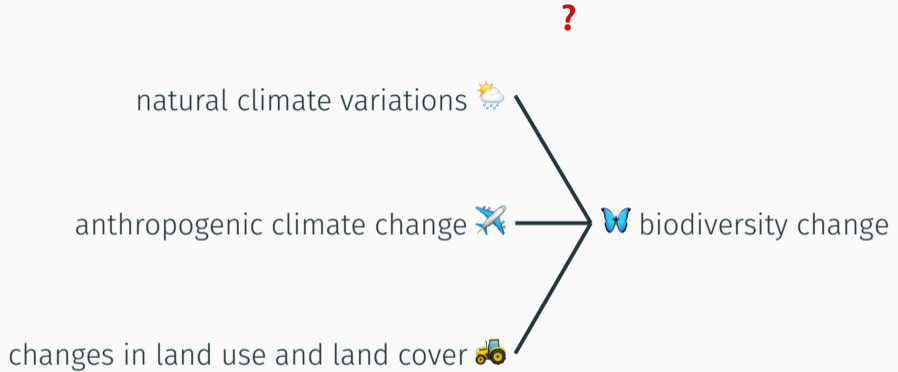 ?
natural climate variations
anthropogenic climate change
biodiversity change
changes in land use and land cover